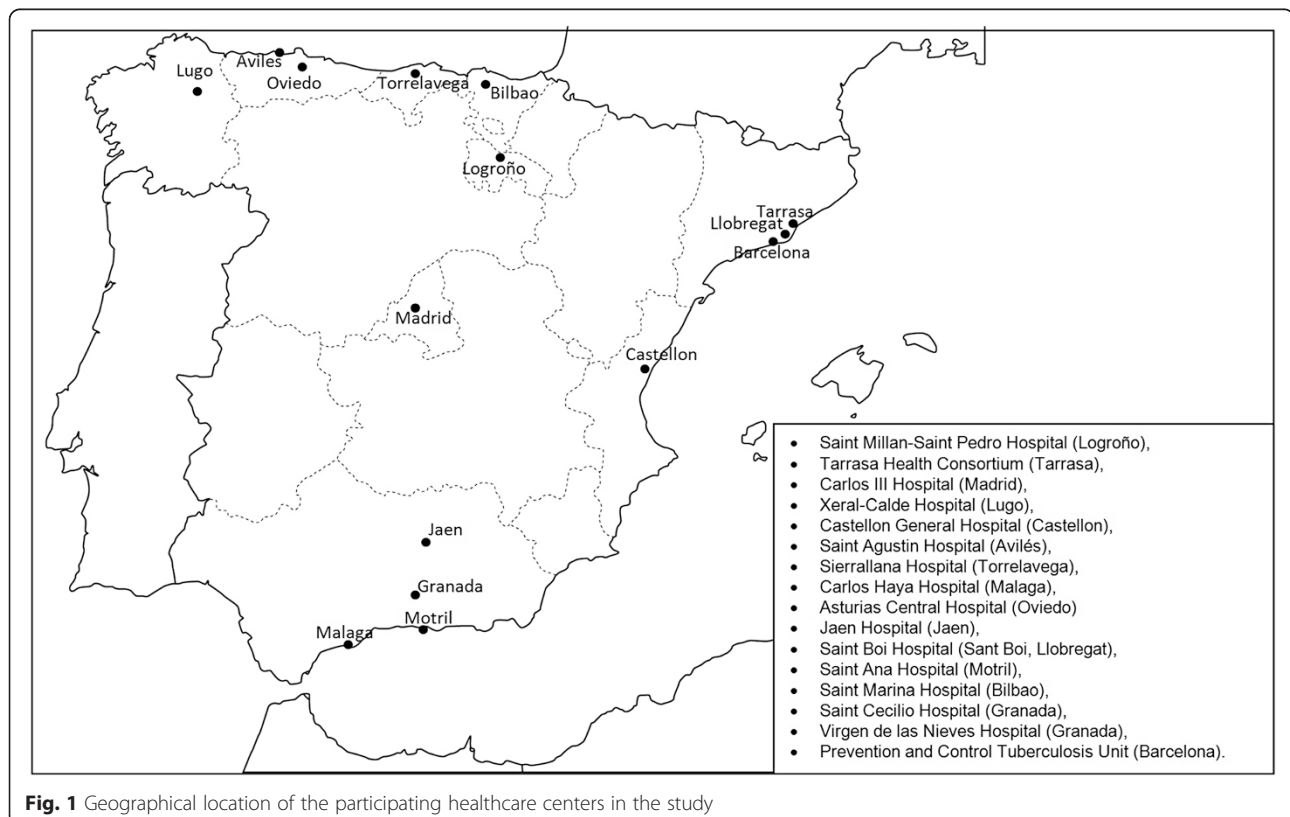 Aviles
Lugo
Oviedo
Torrelavega
Bilbao
Logroño
Tarrasa
Llobregat
Barcelona
Madrid
Castellon
Jaen
Granada
Motril
Malaga
• Saint Millan-Saint Pedro Hospital (Logroño),
• Tarrasa Health Consortium (Tarrasa),
• Carlos III Hospital (Madrid),
• Xeral-Calde Hospital (Lugo),
• Castellon General Hospital (Castellon),
• Saint Agustin Hospital (Avilés),
• Sierrallana Hospital (Torrelavega),
• Carlos Haya Hospital (Malaga),
• Asturias Central Hospital (Oviedo)
• Jaen Hospital (Jaen),
• Saint Boi Hospital (Sant Boi, Llobregat),
• Saint Ana Hospital (Motril),
• Saint Marina Hospital (Bilbao),
• Saint Cecilio Hospital (Granada),
• Virgen de las Nieves Hospital (Granada),
• Prevention and Control Tuberculosis Unit (Barcelona).
Fig. 1 Geographical location of the participating healthcare centers in the study